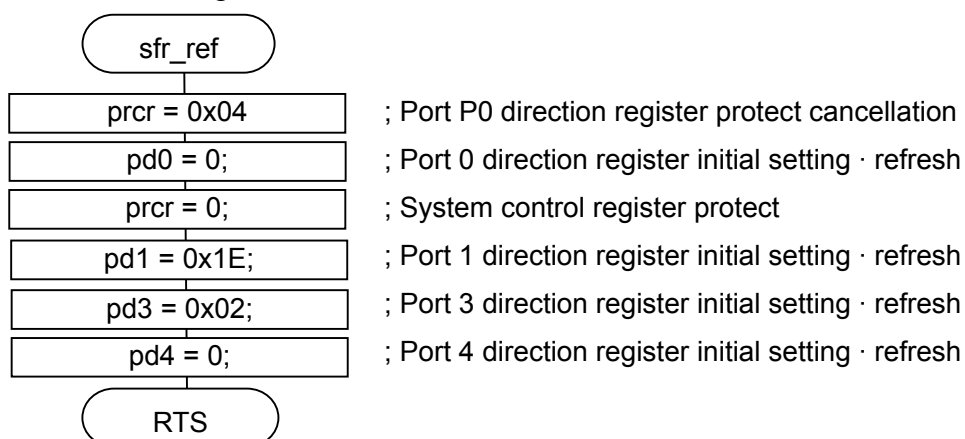 sfr_ref
prcr = 0x04 ; Port P0 direction register protect cancellation
pd0 = 0; ; Port 0 direction register initial setting · refresh
prcr = 0; ; System control register protect
pd1 = 0x1E; ; Port 1 direction register initial setting · refresh
pd3 = 0x02; ; Port 3 direction register initial setting · refresh
pd4 = 0; ; Port 4 direction register initial setting · refresh
RTS